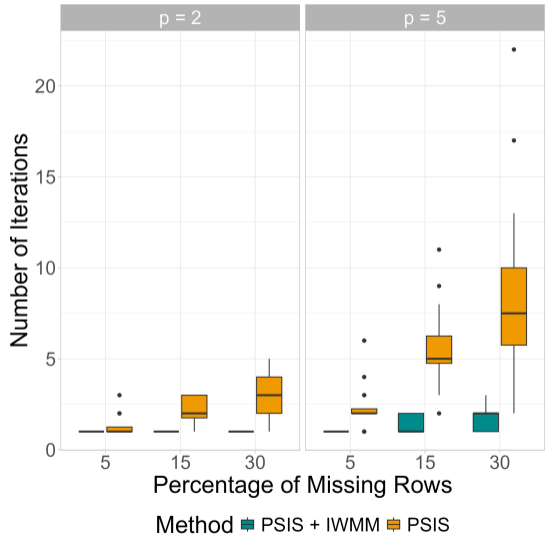 p = 2 p = 5
20
15
10
5
0
Number of Iterations
5 15 30 5 15 30
Percentage of Missing Rows
Method PSIS + IWMM PSIS